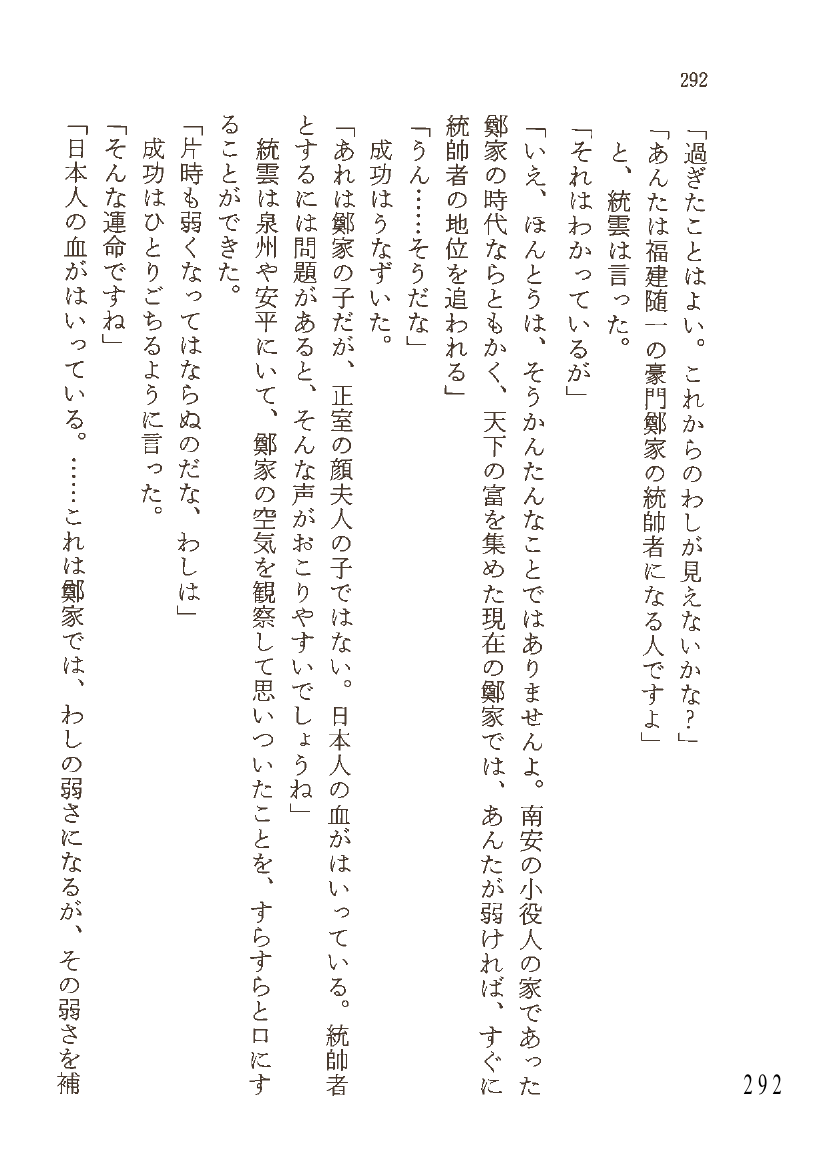 292
「過ぎたことはよい。これからのわしが見えないかな?」
「あんたは福建随一の豪門鄭家の統帥者になる人ですよ」
と、統雲は言った。
「それはわかっているが」
「いえ、ほんとうは、そうかんたんなことではありませんよ。南安の小役人の家であった
鄭家の時代ならともかく、天下の富を集めた現在の鄭家では、あんたが弱ければ、すぐに
統帥者の地位を追われる」
「うん……そうだな」
成功はうなずいた。
「あれは鄭家の子だが、正室の顔夫人の子ではない。日本人の血がはいっている。統帥者
とするには問題があると、そんな声がおこりやすいでしょうね」
統雲は泉州や安平にいて、鄭家の空気を観察して思いついたことを、すらすらと口にす
ることができた。
「片時も弱くなってはならぬのだな、わしは」
成功はひとりごちるように言った。
「そんな運命ですね」
「日本人の血がはいっている。……これは鄭家では、わしの弱さになるが、その弱さを補
292